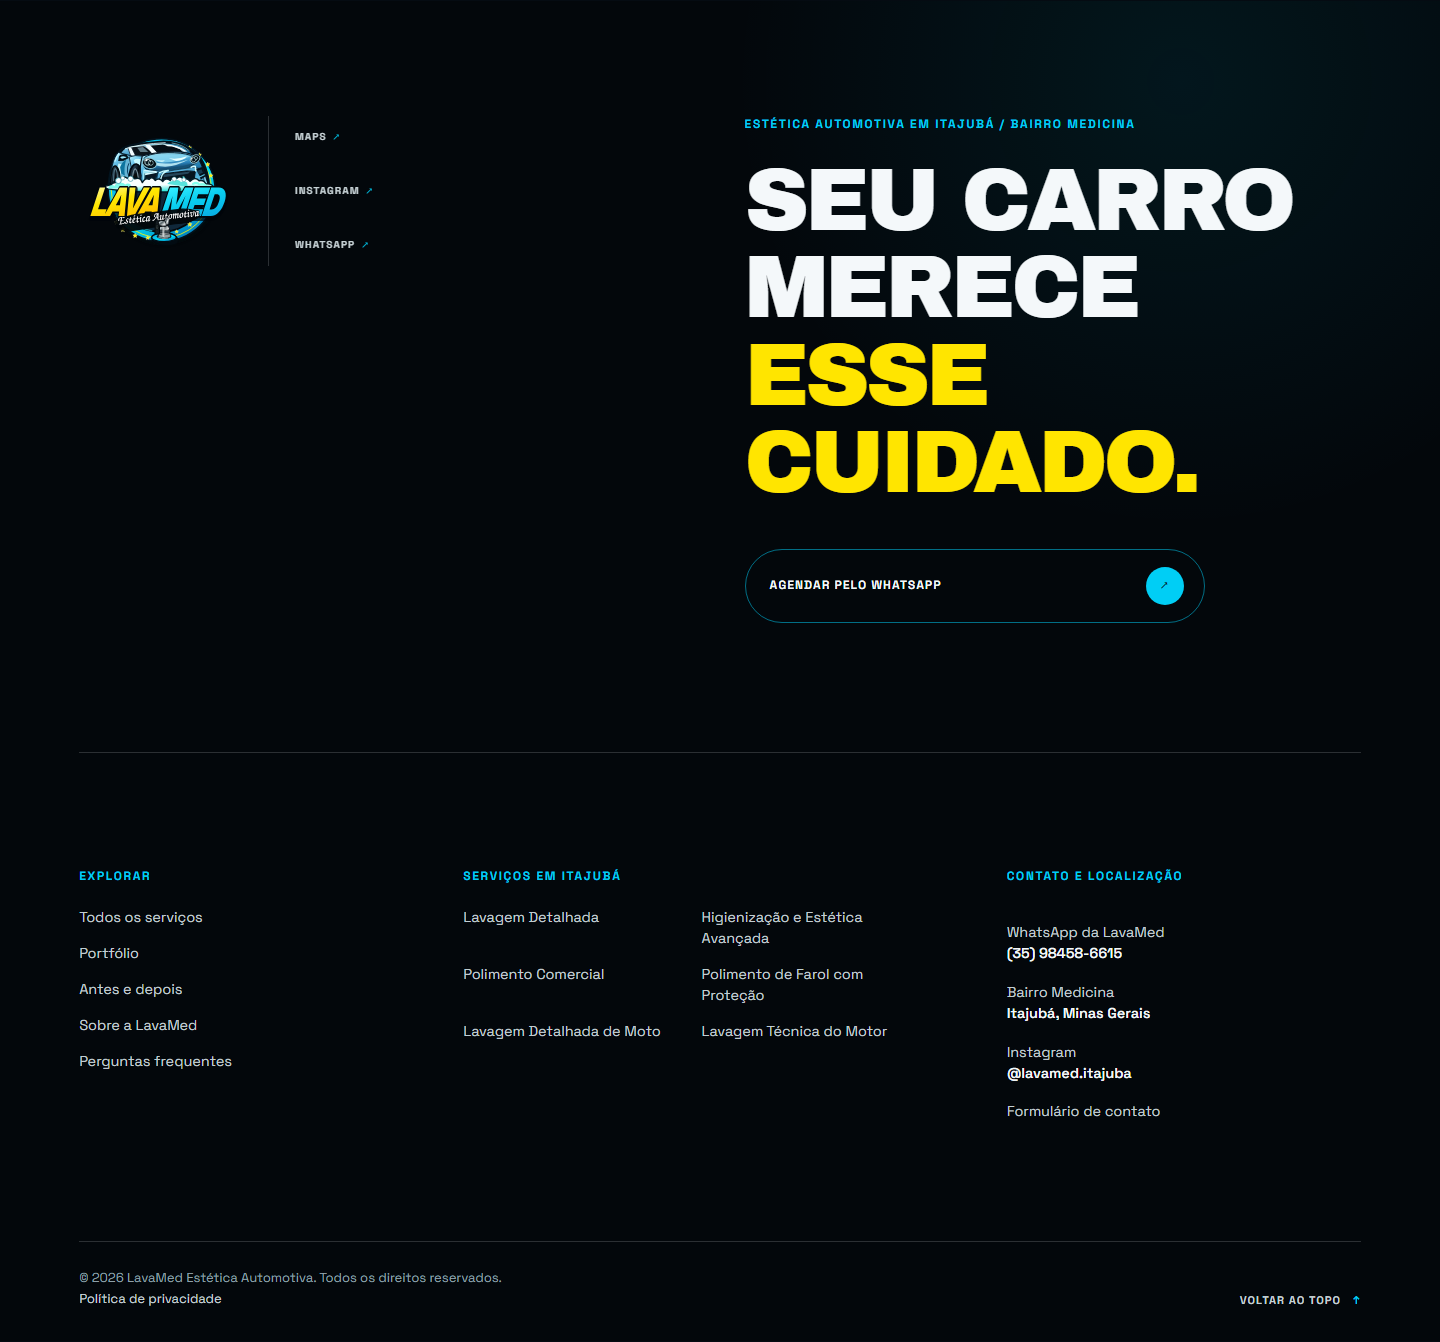 LAVA MED
Estética Automotiva
MAPS ↗
INSTAGRAM ↗
WHATSAPP ↗
ESTÉTICA AUTOMOTIVA EM ITAJUBÁ / BAIRRO MEDICINA
SEU CARRO
MERECE
ESSE
CUIDADO.
AGENDAR PELO WHATSAPP ↗
EXPLORAR
Todos os serviços
Portfólio
Antes e depois
Sobre a LavaMed
Perguntas frequentes
SERVIÇOS EM ITAJUBÁ
Lavagem Detalhada
Higienização e Estética
Avançada
Polimento Comercial
Polimento de Farol com
Proteção
Lavagem Detalhada de Moto
Lavagem Técnica do Motor
CONTATO E LOCALIZAÇÃO
WhatsApp da LavaMed
(35) 98458-6615
Bairro Medicina
Itajubá, Minas Gerais
Instagram
@lavamed.itajuba
Formulário de contato
© 2026 LavaMed Estética Automotiva. Todos os direitos reservados.
Política de privacidade
VOLTAR AO TOPO ↑